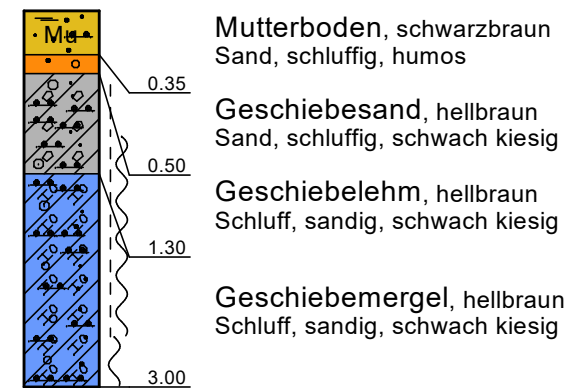 Mu
Mutterboden, schwarzbraun
Sand, schluffig, humos
0.35
Geschiebesand, hellbraun
Sand, schluffig, schwach kiesig
0.50
Geschiebelehm, hellbraun
Schluff, sandig, schwach kiesig
1.30
Geschiebemergel, hellbraun
Schluff, sandig, schwach kiesig
3.00